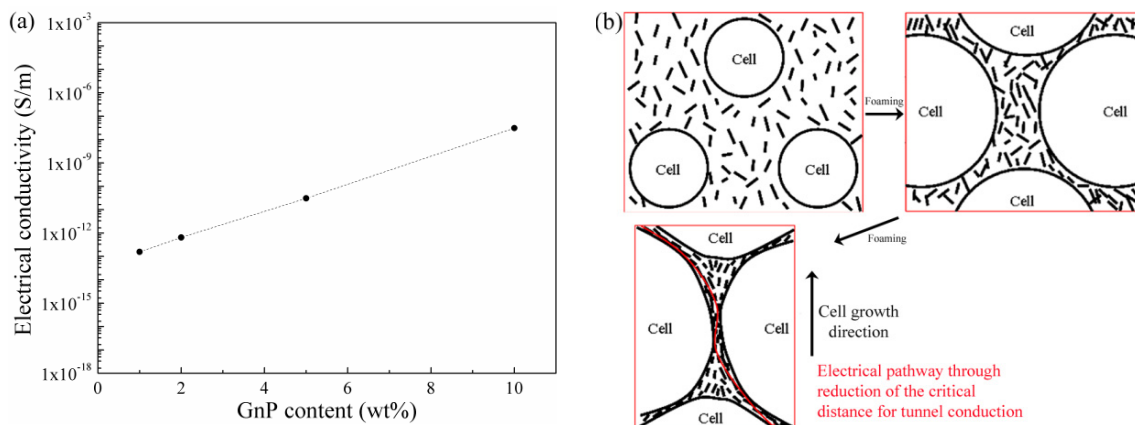 (a)
1x10⁻³
1x10⁻⁶
1x10⁻⁹
1x10⁻¹²
1x10⁻¹⁵
1x10⁻¹⁸
Electrical conductivity (S/m)
0 2 4 6 8 10
GnP content (wt%)
(b)
Cell
Cell
Cell
Foaming
Cell
Cell
Cell
Cell
Foaming
Cell
Cell
Cell
Cell
Cell growth
direction
Electrical pathway through
reduction of the critical
distance for tunnel conduction